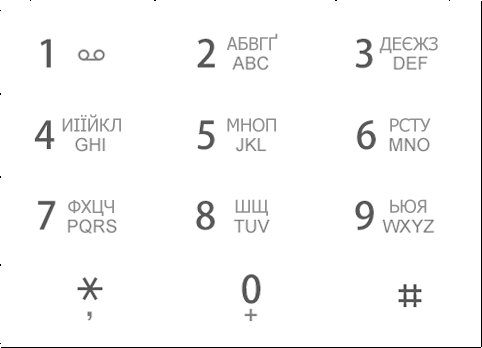 1
2 АБВГҐ
ABC
3 ДЕЄЖЗ
DEF
4 ИІЇЙКЛ
GHI
5 МНОП
JKL
6 РСТУ
MNO
7 ФХЦЧ
PQRS
8 ШЩ
TUV
9 ЬЮЯ
WXYZ
*
,
0
+
#